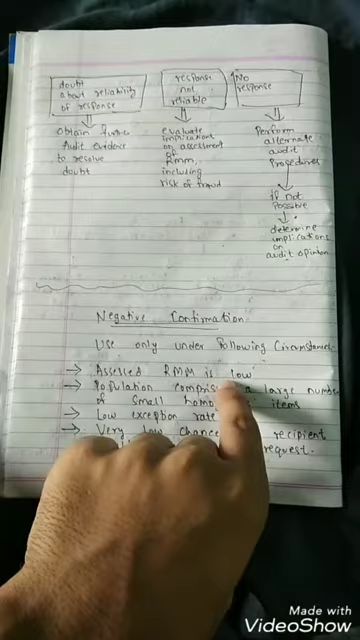 doubt
about reliability
of response
response
not
reliable
No
response
obtain further
Audit evidence
to resolve
doubt
evaluate
implications
on assessment
of
RMM,
including
risk of fraud
Perform
alternate
audit
Procedures
if not
Possible
determine
implications
on
audit opinion
Negative Confirmation
Use only under following Circumstances
→ Assessed RMM is low
→ Population a large number
of small items
→ Low exception rate
→ Very low chance recipient
request.
Made with
VideoShow